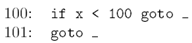 100: if x < 100 goto _
101: goto _